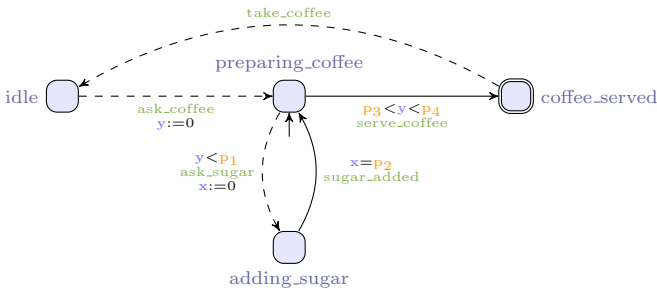 take_coffee
preparing_coffee
idle
coffee_served
ask_coffee
y:=0
p3<y<p4
serve_coffee
y<p1
ask_sugar
x:=0
x=p2
sugar_added
adding_sugar